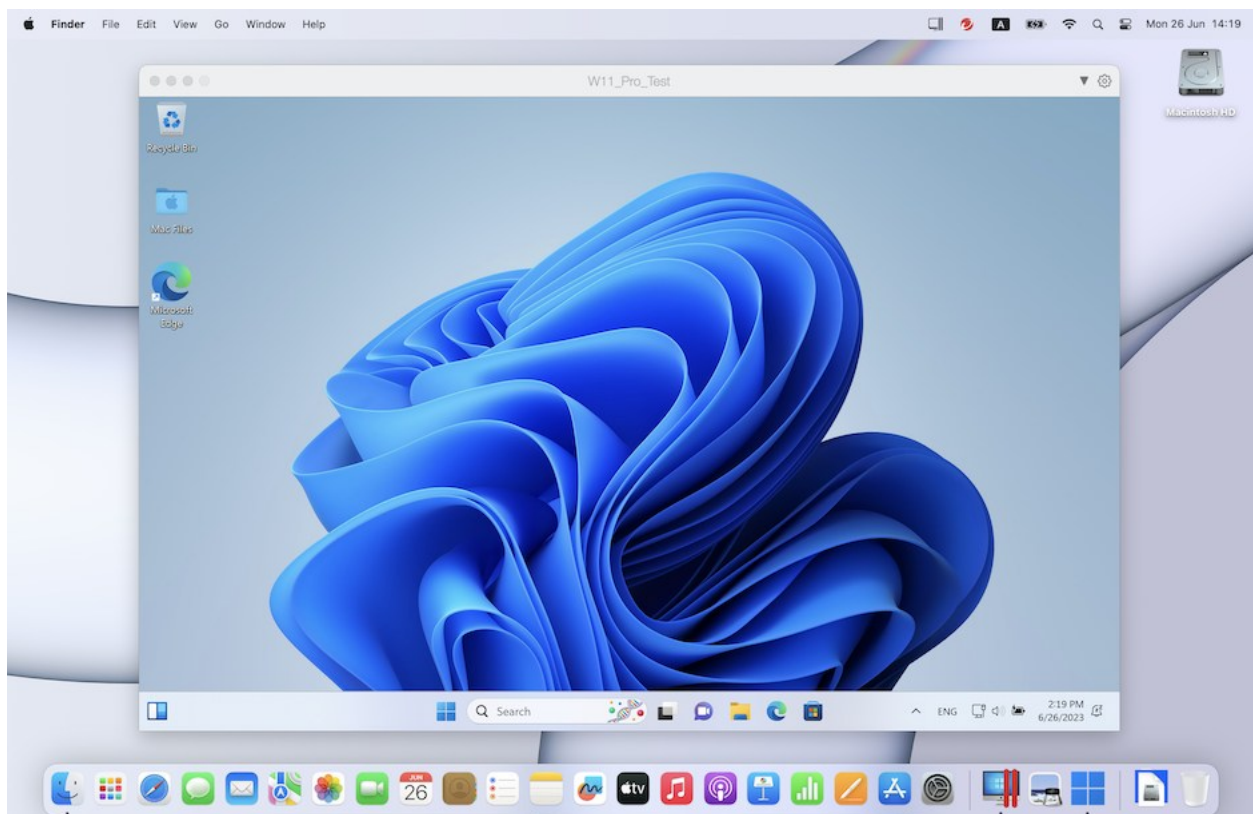 Finder File Edit View Go Window Help
A
Mon 26 Jun 14:19
W11_Pro_Test
Macintosh HD
Recycle Bin
Mac Files
Microsoft
Edge
Search
ENG
2:19 PM
6/26/2023
JUN
26
tv